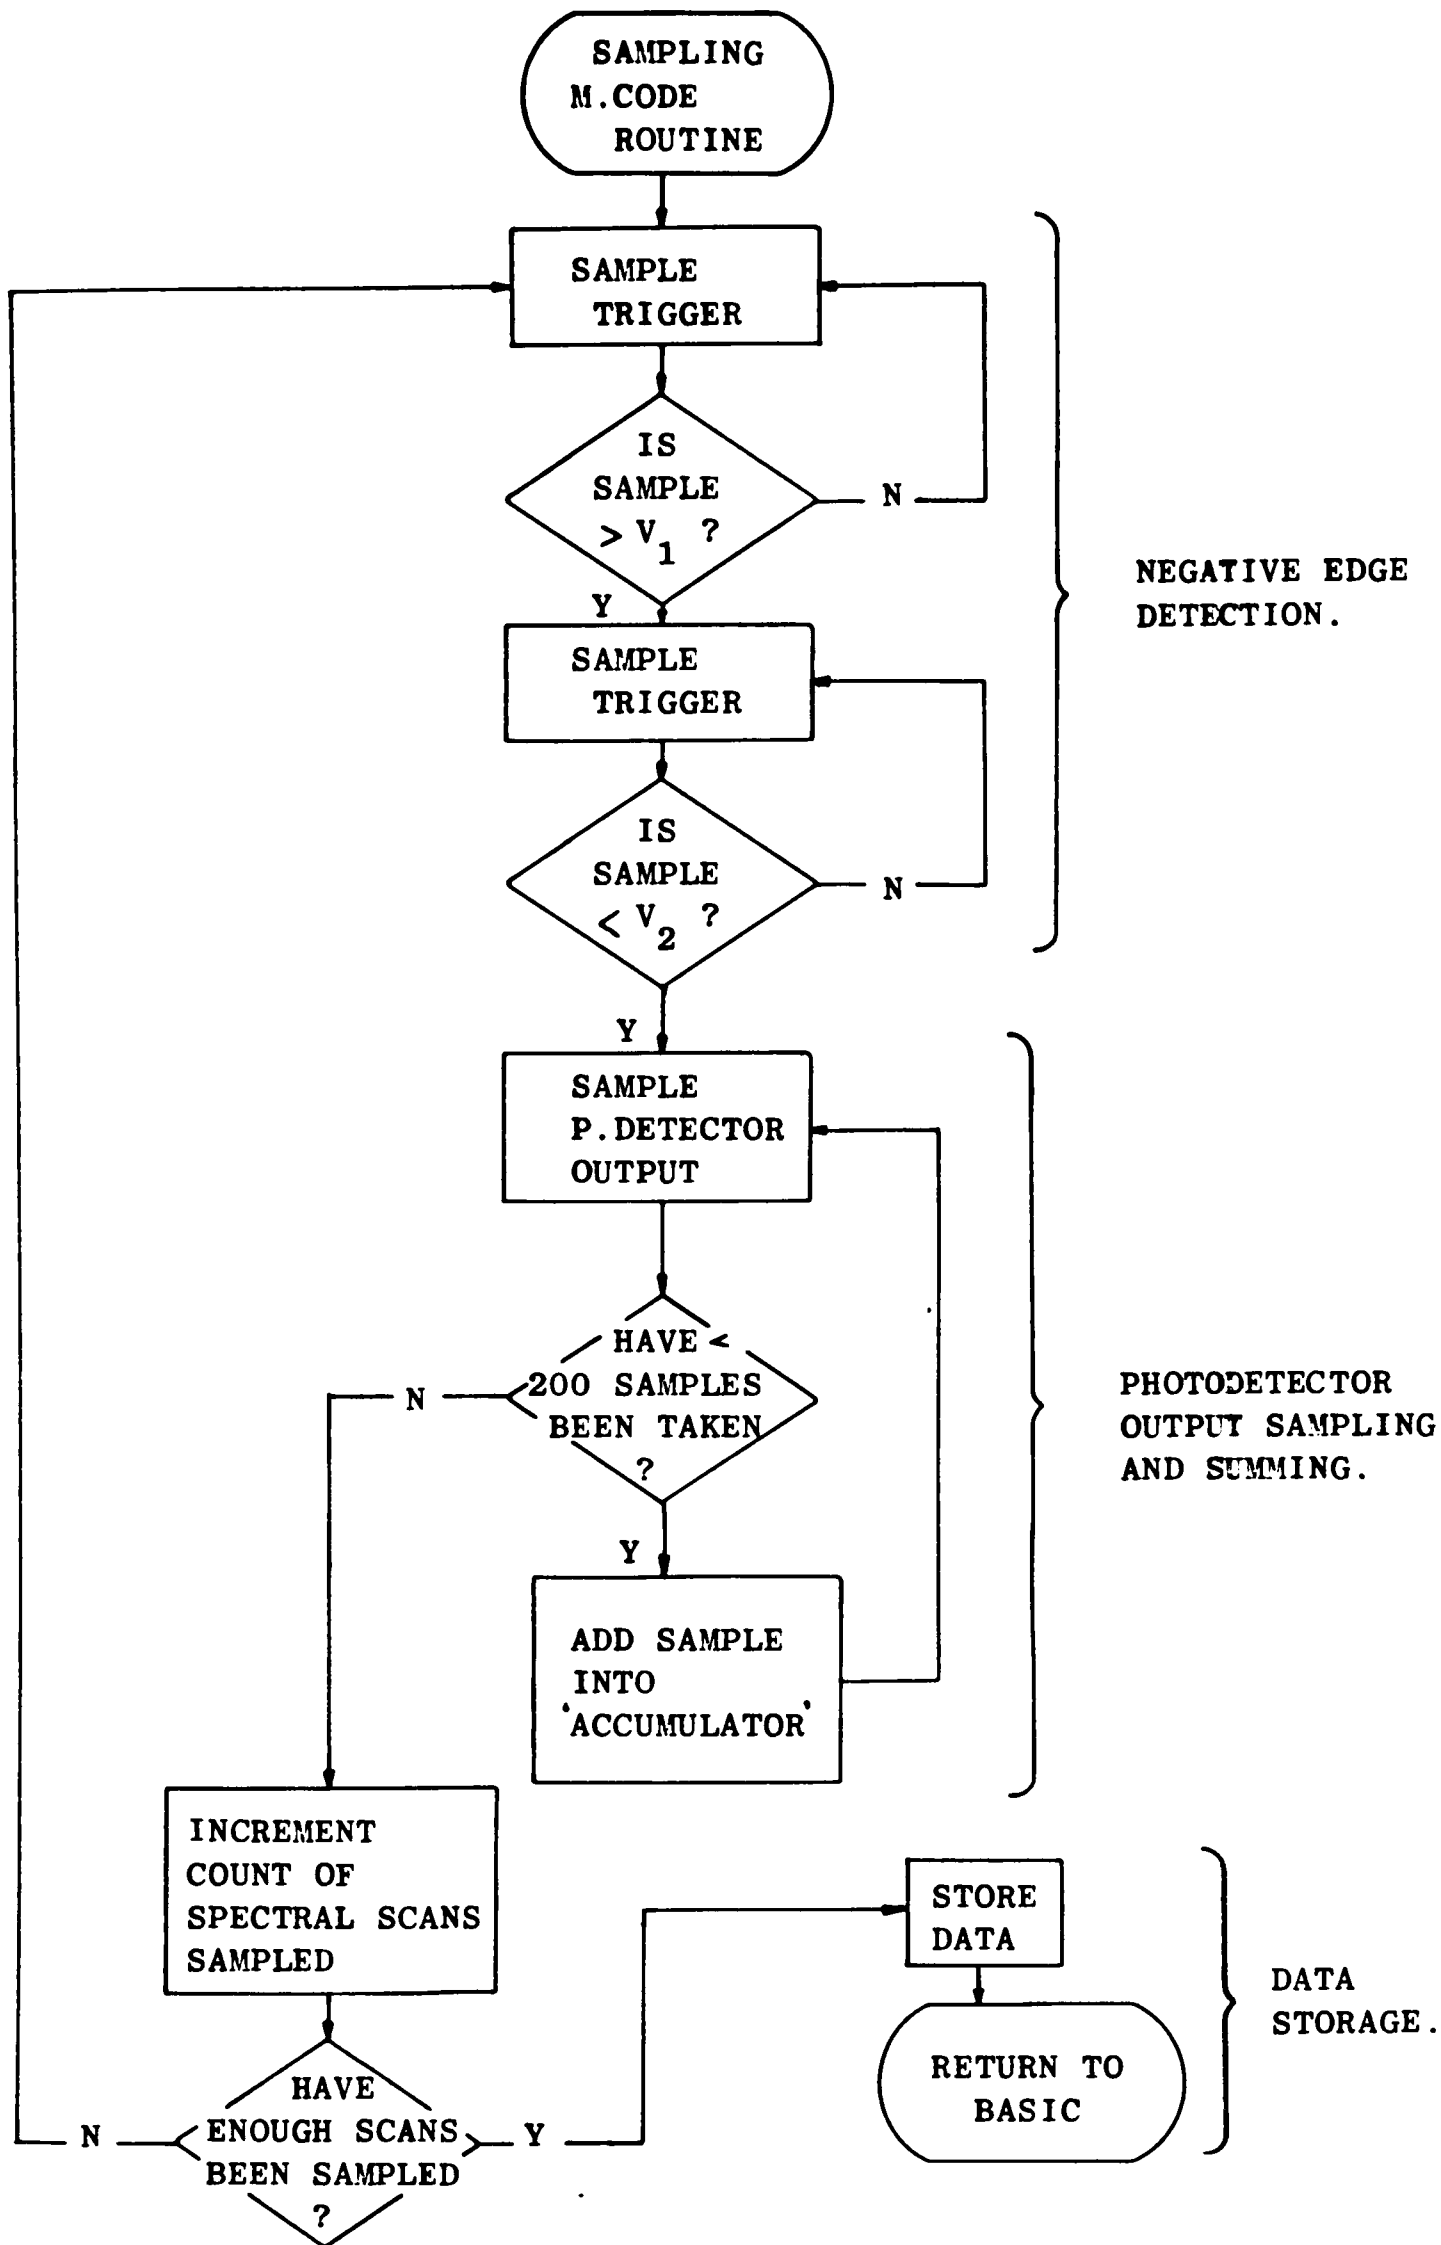 SAMPLING
M.CODE
ROUTINE
SAMPLE
TRIGGER
IS
SAMPLE
> V1 ?
N
Y
NEGATIVE EDGE
DETECTION.
SAMPLE
TRIGGER
IS
SAMPLE
< V2 ?
N
Y
SAMPLE
P.DETECTOR
OUTPUT
HAVE <
200 SAMPLES
BEEN TAKEN
?
N
Y
PHOTODETECTOR
OUTPUT SAMPLING
AND SUMMING.
ADD SAMPLE
INTO
'ACCUMULATOR'
INCREMENT
COUNT OF
SPECTRAL SCANS
SAMPLED
HAVE
ENOUGH SCANS
BEEN SAMPLED
?
N
Y
STORE
DATA
RETURN TO
BASIC
DATA
STORAGE.